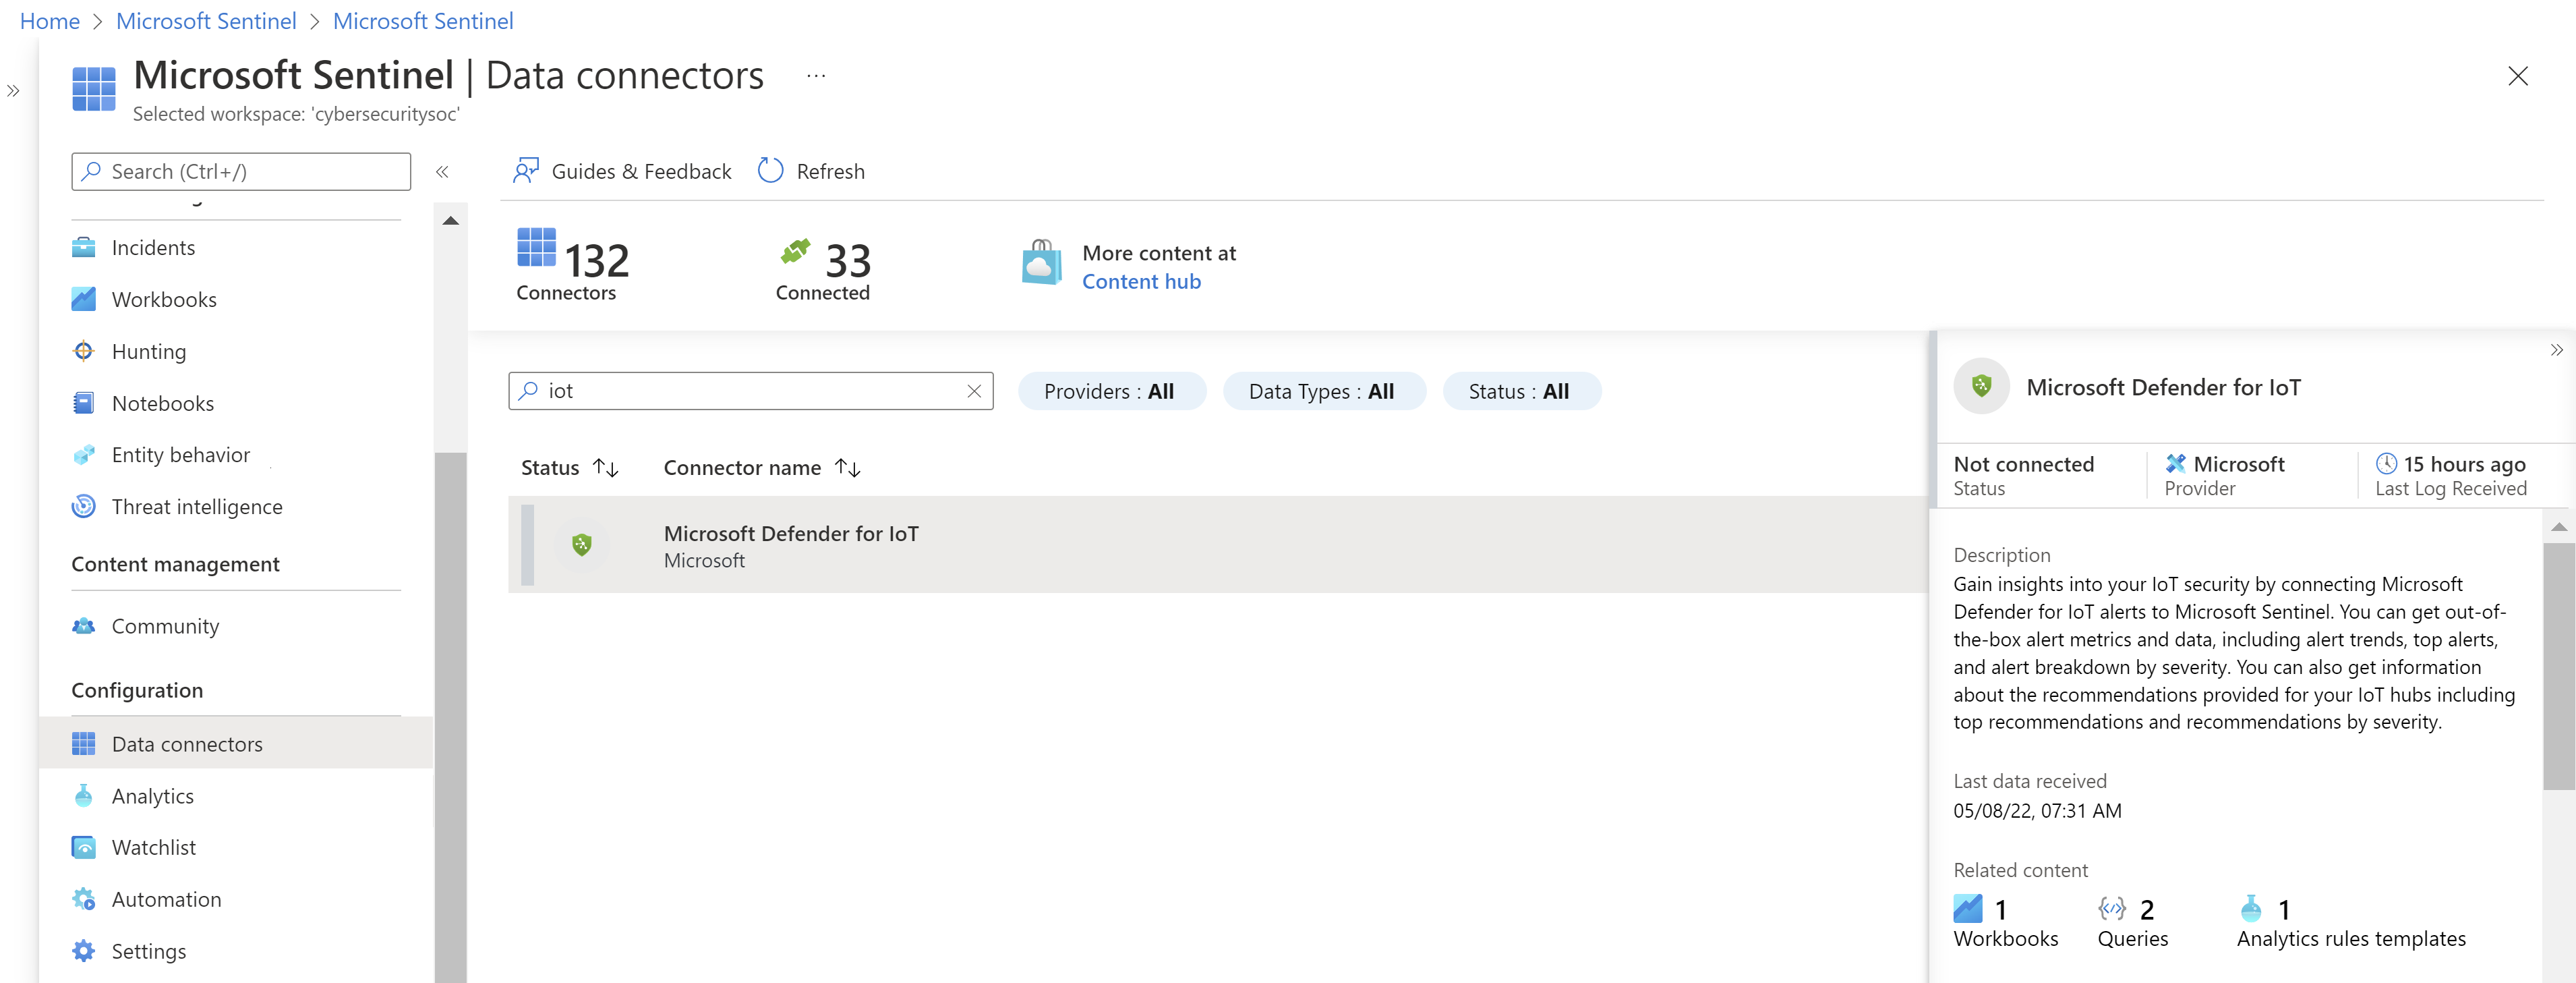 Home > Microsoft Sentinel > Microsoft Sentinel
Microsoft Sentinel | Data connectors ...
Selected workspace: 'cybersecuritysoc'
Search (Ctrl+/)
Incidents
Workbooks
Hunting
Notebooks
Entity behavior
Threat intelligence
Content management
Community
Configuration
Data connectors
Analytics
Watchlist
Automation
Settings
Guides & Feedback
Refresh
132
Connectors
33
Connected
More content at
Content hub
iot
Providers : All
Data Types : All
Status : All
Status
Connector name
Microsoft Defender for IoT
Microsoft
Microsoft Defender for IoT
Not connected
Status
Microsoft
Provider
15 hours ago
Last Log Received
Description
Gain insights into your IoT security by connecting Microsoft
Defender for IoT alerts to Microsoft Sentinel. You can get out-of-
the-box alert metrics and data, including alert trends, top alerts,
and alert breakdown by severity. You can also get information
about the recommendations provided for your IoT hubs including
top recommendations and recommendations by severity.
Last data received
05/08/22, 07:31 AM
Related content
1
Workbooks
2
Queries
1
Analytics rules templates